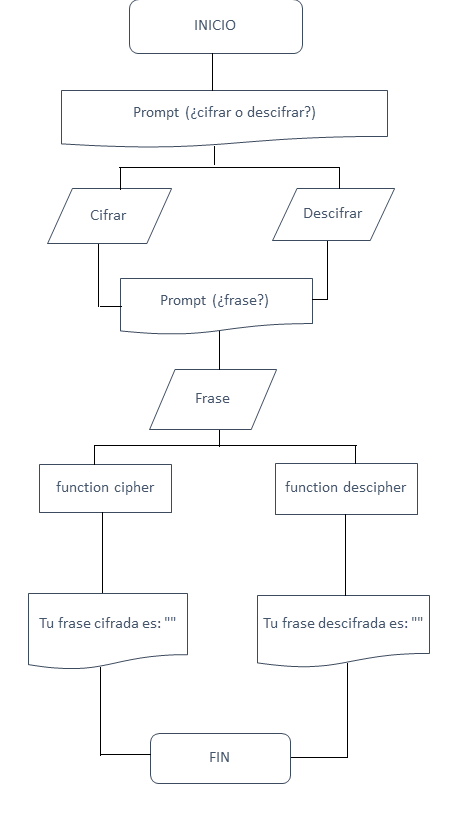 INICIO
Prompt (¿cifrar o descifrar?)
Cifrar
Descifrar
Prompt (¿frase?)
Frase
function cipher
function descipher
Tu frase cifrada es: ""
Tu frase descifrada es: ""
FIN